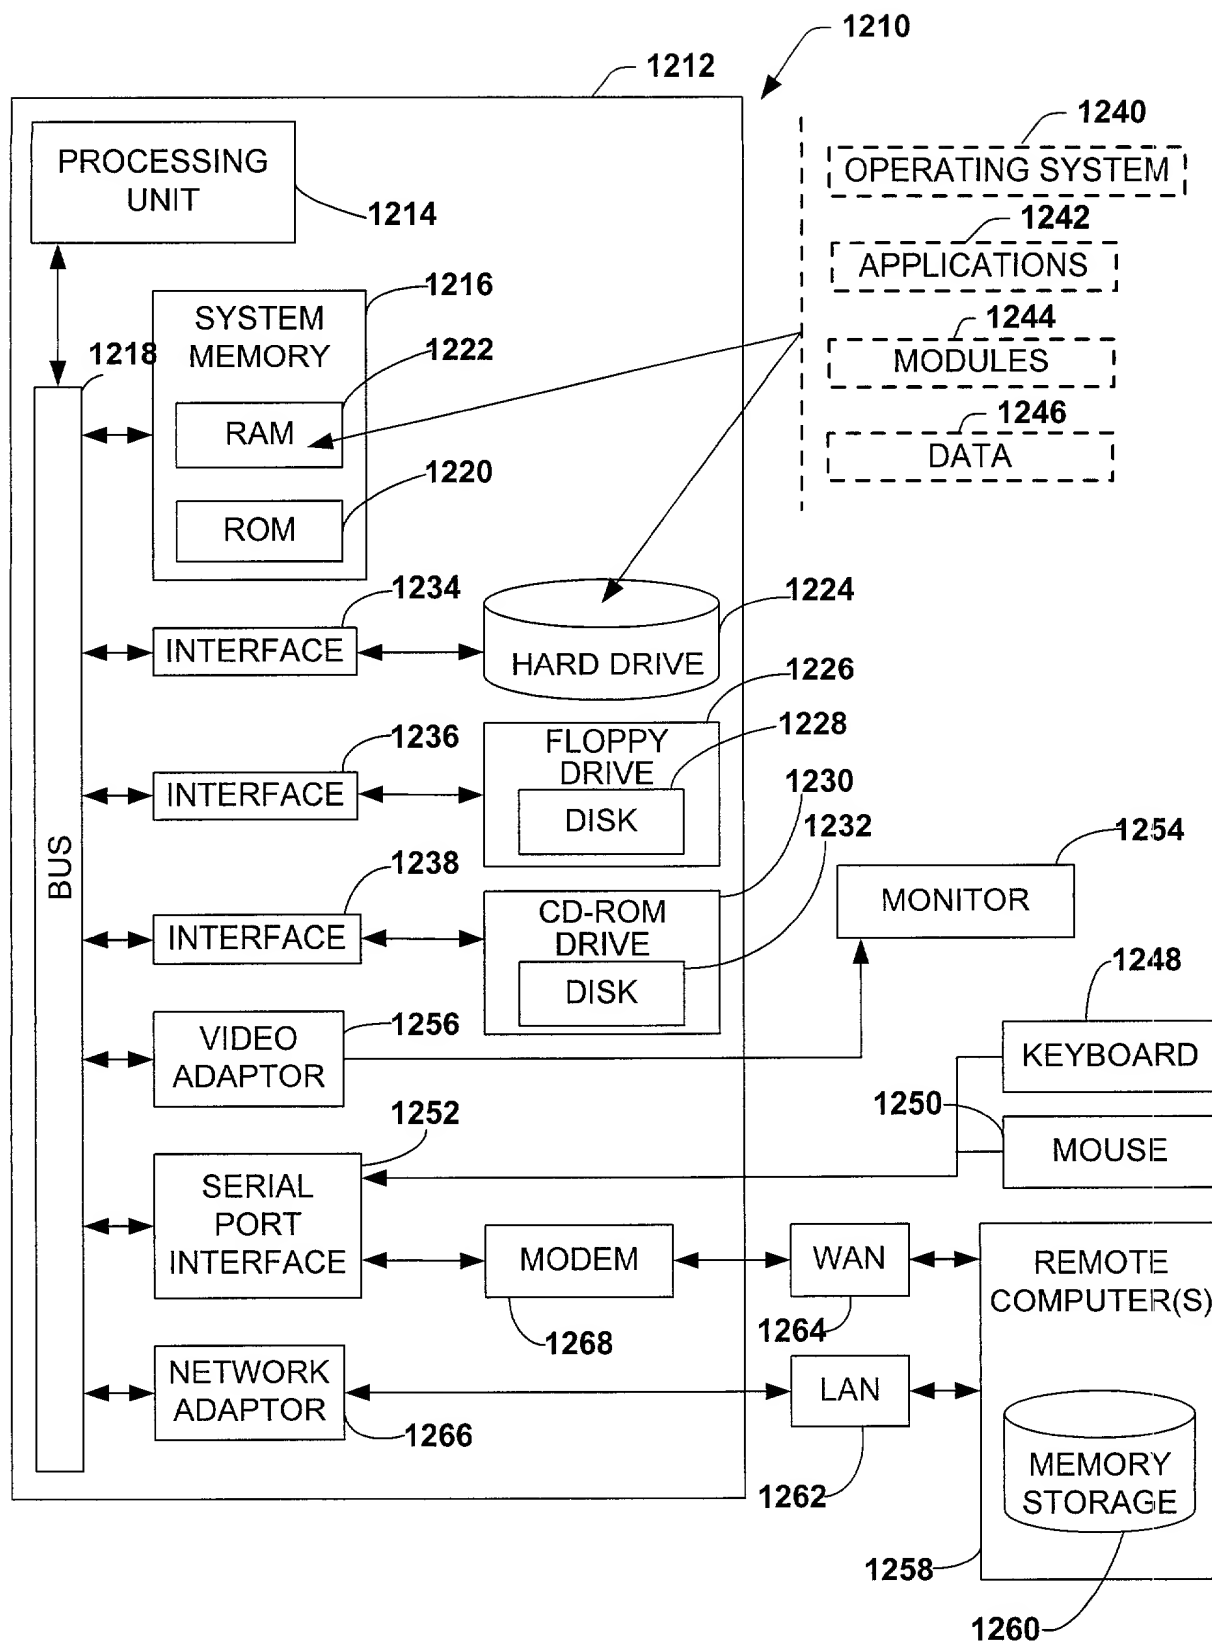 1210
1212
1240
OPERATING SYSTEM
1242
APPLICATIONS
1244
MODULES
1246
DATA
PROCESSING
UNIT
1214
1216
SYSTEM
MEMORY
1218
1222
RAM
1220
ROM
1234
INTERFACE
1224
HARD DRIVE
1226
1228
1236
INTERFACE
FLOPPY
DRIVE
DISK
1230
1232
1238
INTERFACE
CD-ROM
DRIVE
DISK
BUS
1254
MONITOR
1248
KEYBOARD
1256
VIDEO
ADAPTOR
1250
MOUSE
1252
SERIAL
PORT
INTERFACE
MODEM
1268
WAN
1264
REMOTE
COMPUTER(S)
NETWORK
ADAPTOR
1266
LAN
1262
MEMORY
STORAGE
1258
1260